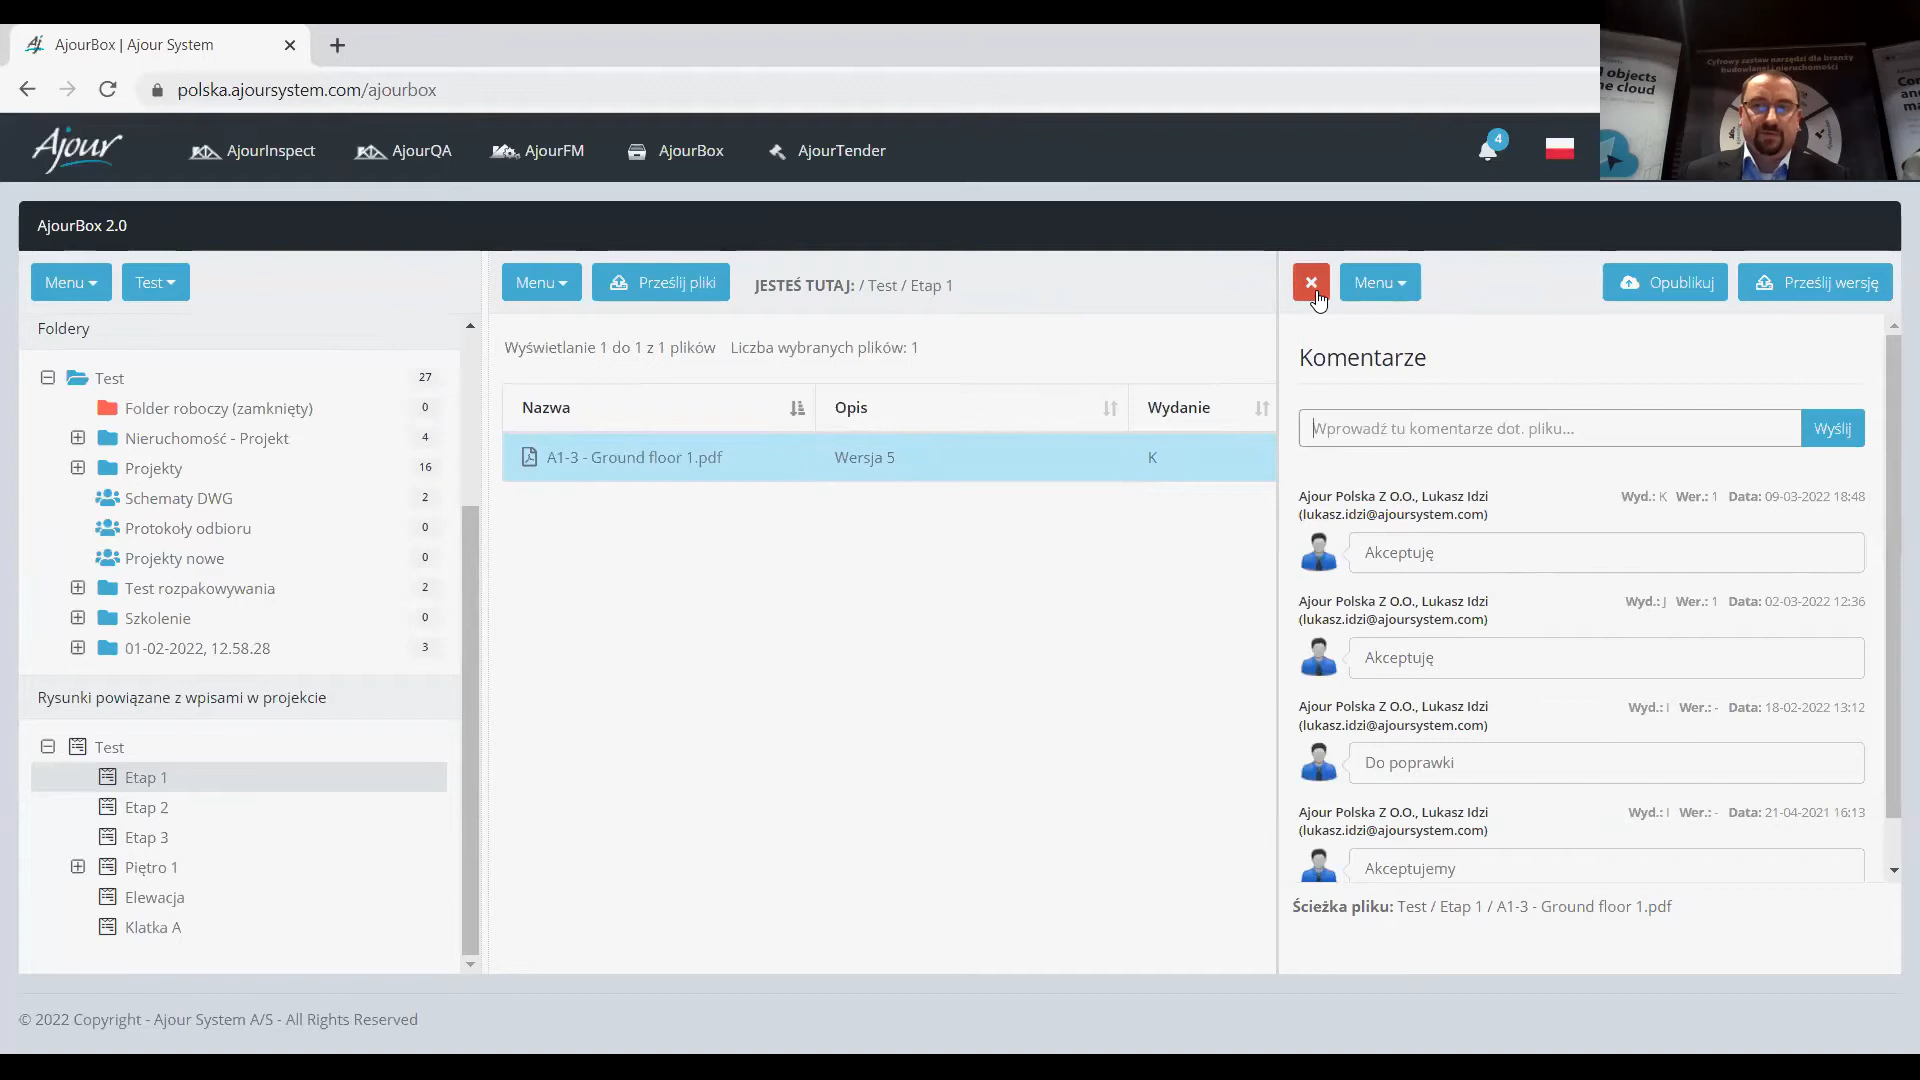 AjourBox | Ajour System
polska.ajoursystem.com/ajourbox
Ajour
AjourInspect
AjourQA
AjourFM
AjourBox
AjourTender
4
objects
Cyfrowy zestaw narzędzi dla branży
budowlanej i nieruchomości
AjourBox 2.0
Menu
Test
Menu
Prześlij pliki
JESTEŚ TUTAJ: / Test / Etap 1
Menu
Opublikuj
Prześlij wersję
Foldery
Test 27
Folder roboczy (zamknięty) 0
Nieruchomość - Projekt 4
Projekty 16
Schematy DWG 2
Protokoły odbioru 0
Projekty nowe 0
Test rozpakowywania 2
Szkolenie 0
01-02-2022, 12.58.28 3
Rysunki powiązane z wpisami w projekcie
Test
Etap 1
Etap 2
Etap 3
Piętro 1
Elewacja
Klatka A
Wyświetlanie 1 do 1 z 1 plików Liczba wybranych plików: 1
Nazwa Opis Wydanie
A1-3 - Ground floor 1.pdf Wersja 5 K
Komentarze
Wprowadź tu komentarze dot. pliku...
Wyślij
Ajour Polska Z O.O., Lukasz Idzi Wyd.: K Wer.: 1 Data: 09-03-2022 18:48
(lukasz.idzi@ajoursystem.com)
Akceptuję
Ajour Polska Z O.O., Lukasz Idzi Wyd.: J Wer.: 1 Data: 02-03-2022 12:36
(lukasz.idzi@ajoursystem.com)
Akceptuję
Ajour Polska Z O.O., Lukasz Idzi Wyd.: I Wer.: - Data: 18-02-2022 13:12
(lukasz.idzi@ajoursystem.com)
Do poprawki
Ajour Polska Z O.O., Lukasz Idzi Wyd.: I Wer.: - Data: 21-04-2021 16:13
(lukasz.idzi@ajoursystem.com)
Akceptujemy
Ścieżka pliku: Test / Etap 1 / A1-3 - Ground floor 1.pdf
© 2022 Copyright - Ajour System A/S - All Rights Reserved